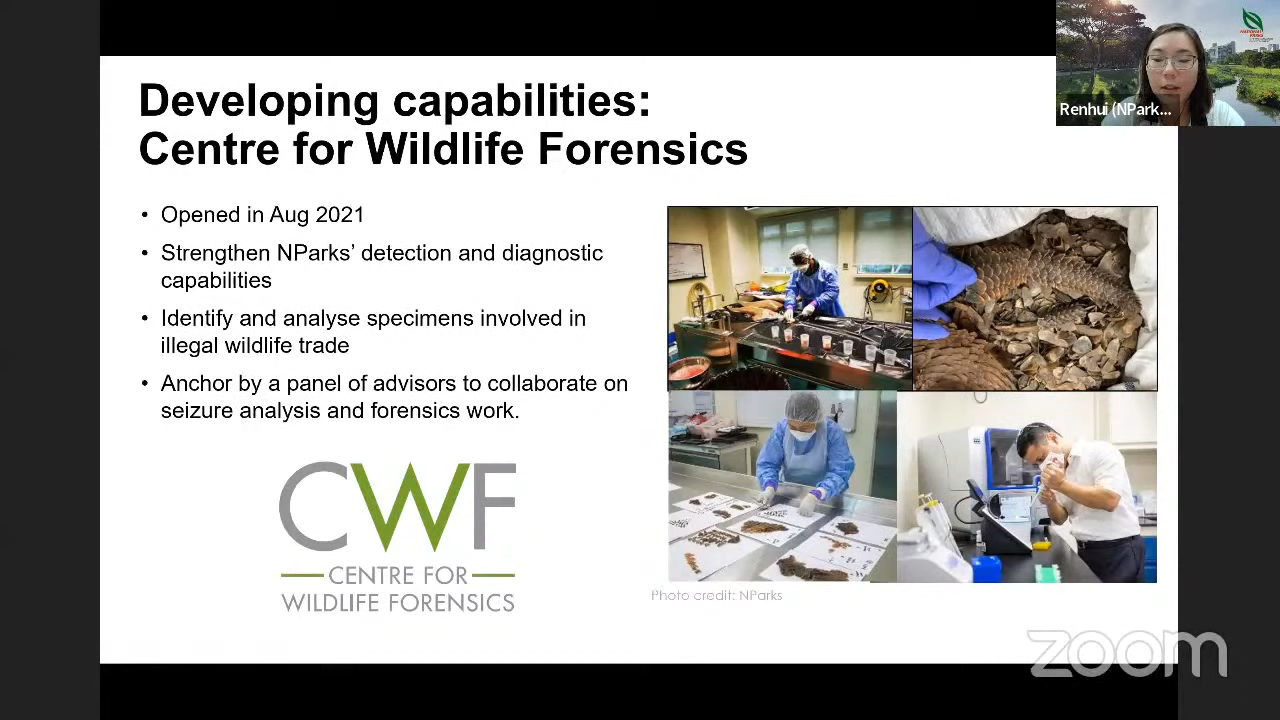 Developing capabilities:
Centre for Wildlife Forensics
• Opened in Aug 2021
• Strengthen NParks’ detection and diagnostic
capabilities
• Identify and analyse specimens involved in
illegal wildlife trade
• Anchor by a panel of advisors to collaborate on
seizure analysis and forensics work.
CWF
CENTRE FOR
WILDLIFE FORENSICS
Photo credit: NParks
Renhui (NPark...
zoom